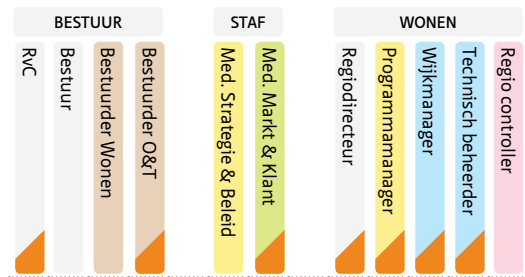 BESTUUR
STAF
WONEN
RvC
Bestuur
Bestuurder Wonen
Bestuurder O&T
Med. Strategie & Beleid
Med. Markt & Klant
Regiodirecteur
Programmamanager
Wijkmanager
Technisch beheerder
Regio controller